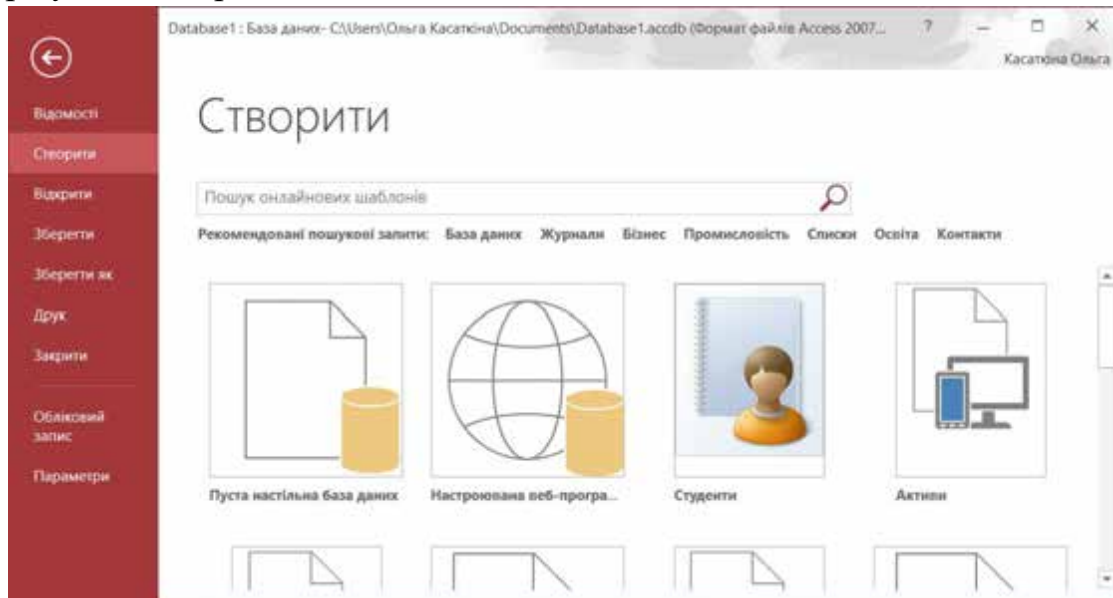 Database1 : База даних- C:\Users\Ольга Касаткіна\Documents\Database1.accdb (Формат файлів Access 2007...
?
Касаткіна Ольга
Відомості
Створити
Відкрити
Зберегти
Зберегти як
Друк
Закрити
Обліковий
запис
Параметри
Створити
Пошук онлайнових шаблонів
Рекомендовані пошукові запити: База даних Журнали Бізнес Промисловість Списки Освіта Контакти
Пуста настільна база даних
Настроювана веб-програ...
Студенти
Активи